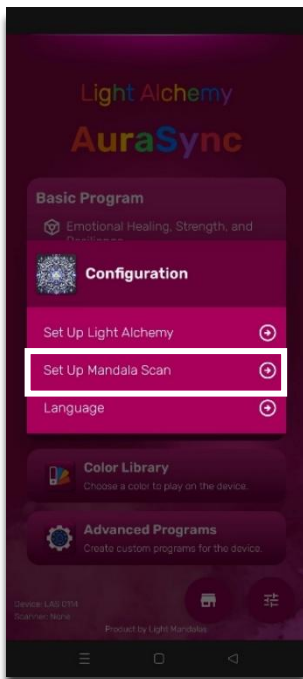 Light Alchemy
AuraSync
Basic Program
Emotional Healing, Strength, and
Resilience
Configuration
Set Up Light Alchemy
Set Up Mandala Scan
Language
Color Library
Choose a color to play on the device.
Advanced Programs
Create custom programs for the device.
Device: LAS 0114
Scanner: None
Product by Light Mandalas